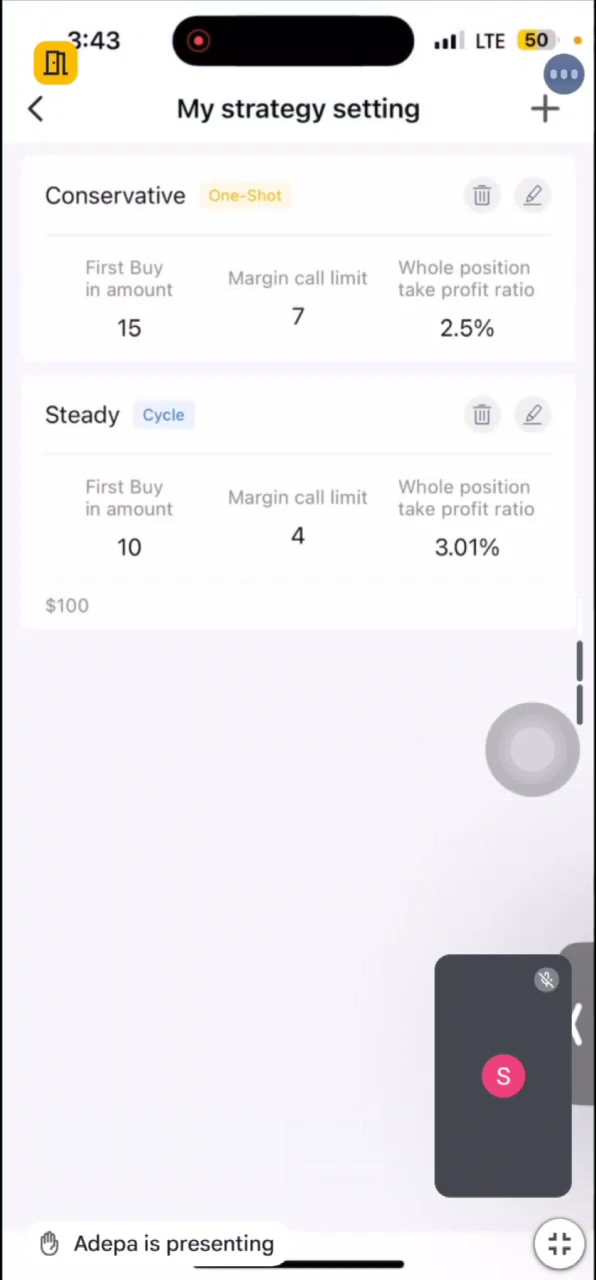 3:43
LTE 50
My strategy setting
Conservative One-Shot
First Buy
in amount
15
Margin call limit
7
Whole position
take profit ratio
2.5%
Steady Cycle
First Buy
in amount
10
Margin call limit
4
Whole position
take profit ratio
3.01%
$100
S
Adepa is presenting